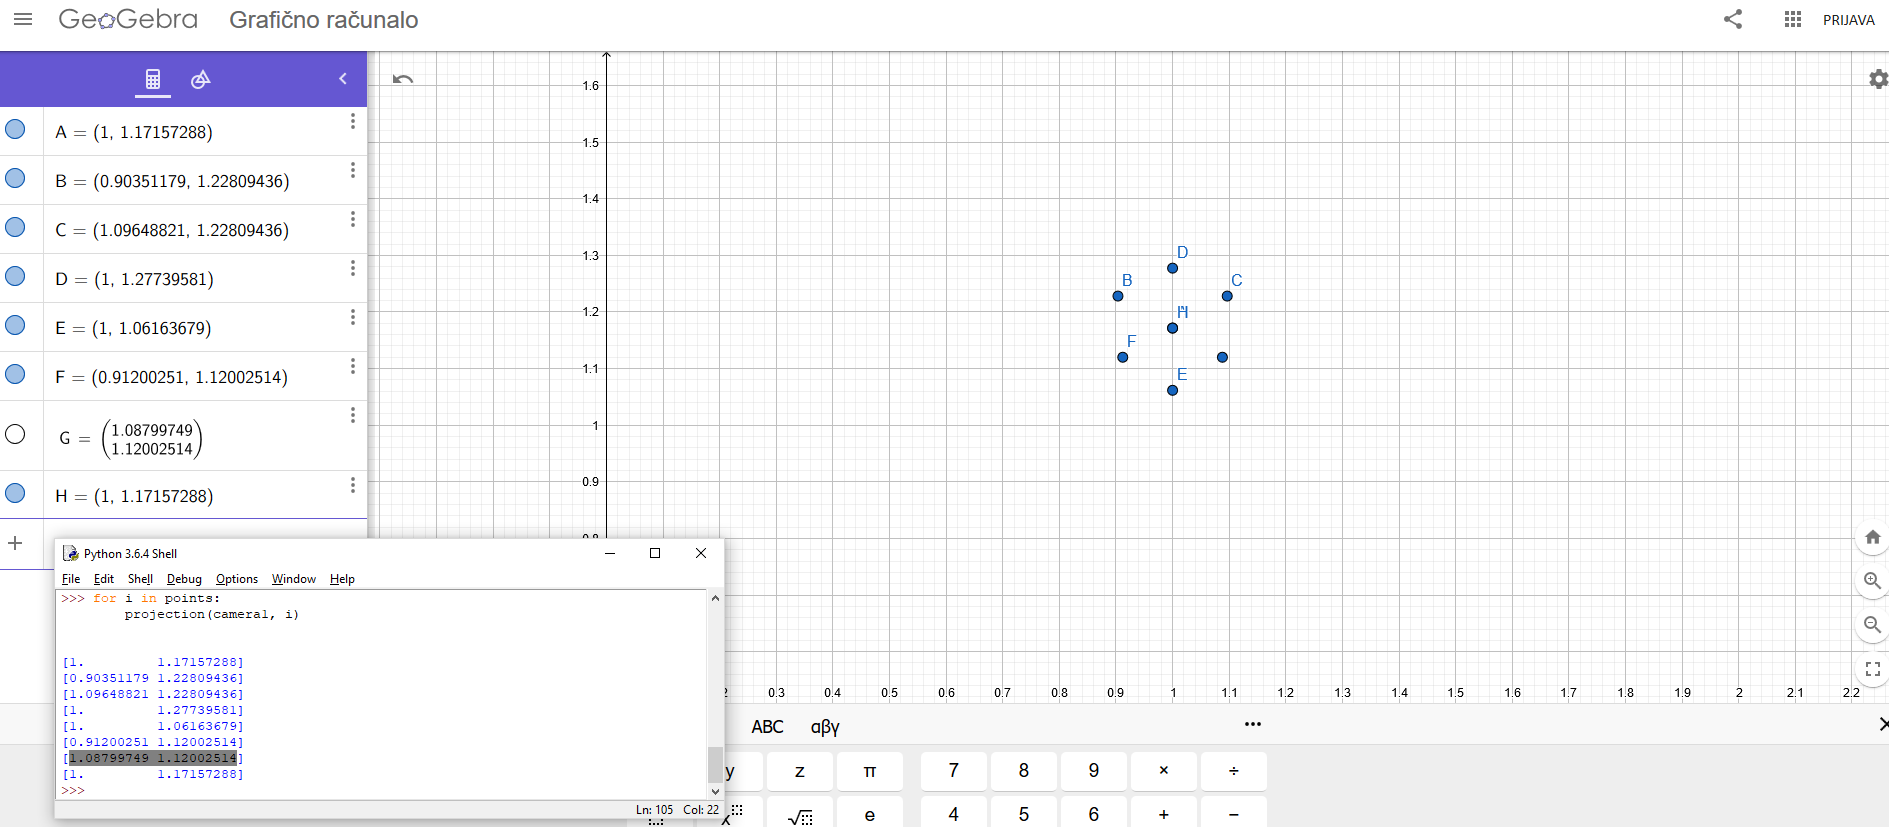 GeoGebra Grafično računalo PRIJAVA
A = (1, 1.17157288)
B = (0.90351179, 1.22809436)
C = (1.09648821, 1.22809436)
D = (1, 1.27739581)
E = (1, 1.06163679)
F = (0.91200251, 1.12002514)
G = (1.08799749
1.12002514)
H = (1, 1.17157288)
1.6
1.5
1.4
1.3
1.2
1.1
1
0.9
D
B
C
H
F
E
0.3 0.4 0.5 0.6 0.7 0.8 0.9 1 1.1 1.2 1.3 1.4 1.5 1.6 1.7 1.8 1.9 2 2.1 2.2
Python 3.6.4 Shell
File Edit Shell Debug Options Window Help
>>> for i in points:
projection(camera1, i)
[1. 1.17157288]
[0.90351179 1.22809436]
[1.09648821 1.22809436]
[1. 1.27739581]
[1. 1.06163679]
[0.91200251 1.12002514]
[1.08799749 1.12002514]
[1. 1.17157288]
>>>
Ln: 105 Col: 22
ABC αβγ ...
y z π 7 8 9 × ÷
x √ e 4 5 6 + −